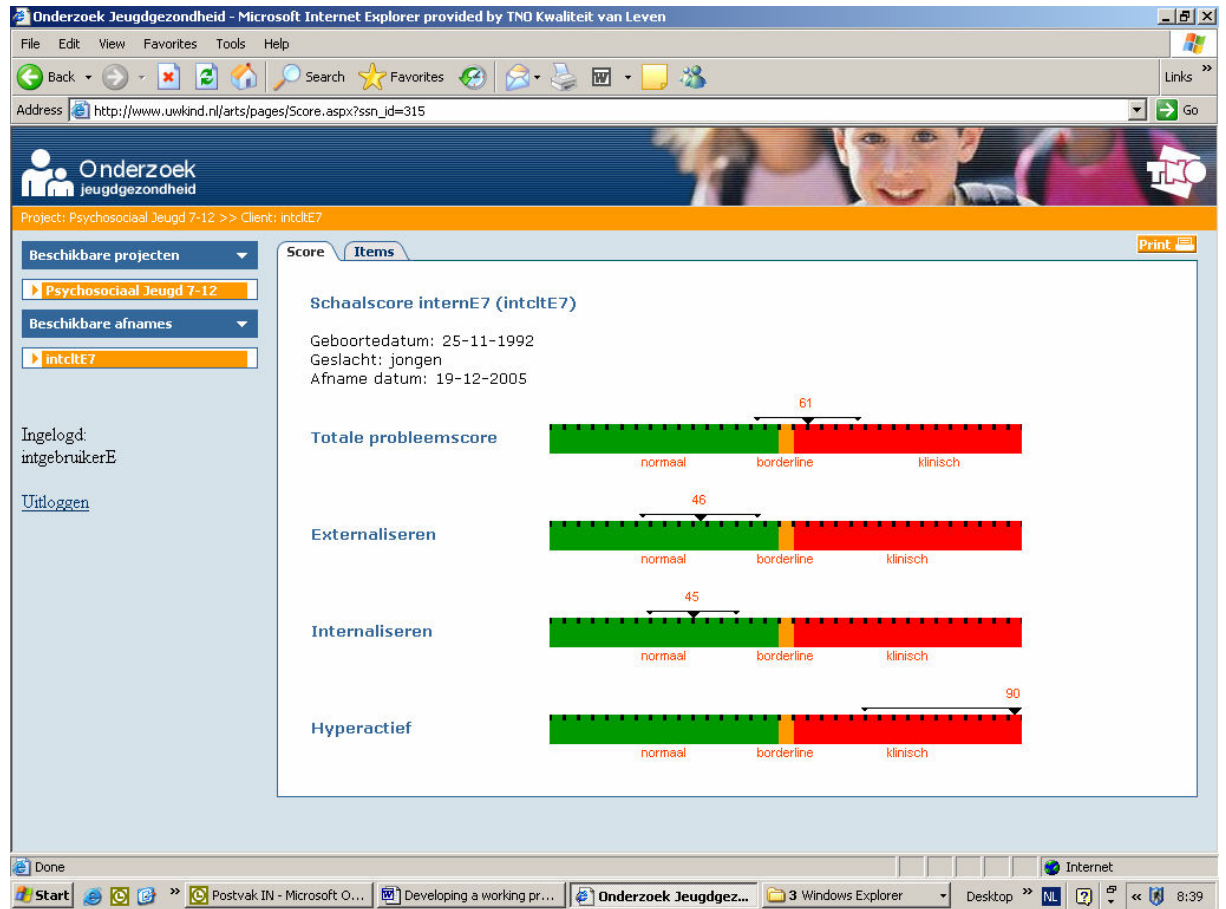 Onderzoek Jeugdgezondheid - Microsoft Internet Explorer provided by TNO Kwaliteit van Leven
File Edit View Favorites Tools Help
Back Search Favorites Links »
Address http://www.uwkind.nl/arts/pages/Score.aspx?ssn_id=315 Go
Onderzoek
jeugdgezondheid
TNO
Project: Psychosociaal Jeugd 7-12 >> Client: intcltE7
Beschikbare projecten
Psychosociaal Jeugd 7-12
Beschikbare afnames
intcltE7
Ingelogd:
intgebruikerE
Uitloggen
Score Items
Print
Schaalscore internE7 (intcltE7)
Geboortedatum: 25-11-1992
Geslacht: jongen
Afname datum: 19-12-2005
61
Totale probleemscore
normaal borderline klinisch
46
Externaliseren
normaal borderline klinisch
45
Internaliseren
normaal borderline klinisch
90
Hyperactief
normaal borderline klinisch
Done Internet
Start » Postvak IN - Microsoft O... Developing a working pr... Onderzoek Jeugdgez... 3 Windows Explorer Desktop » NL « 8:39